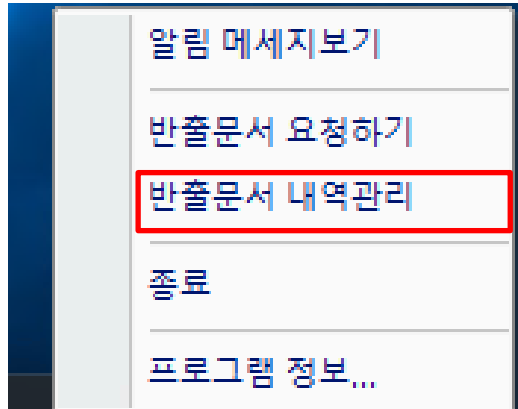 알림 메세지보기
반출문서 요청하기
반출문서 내역관리
종료
프로그램 정보...